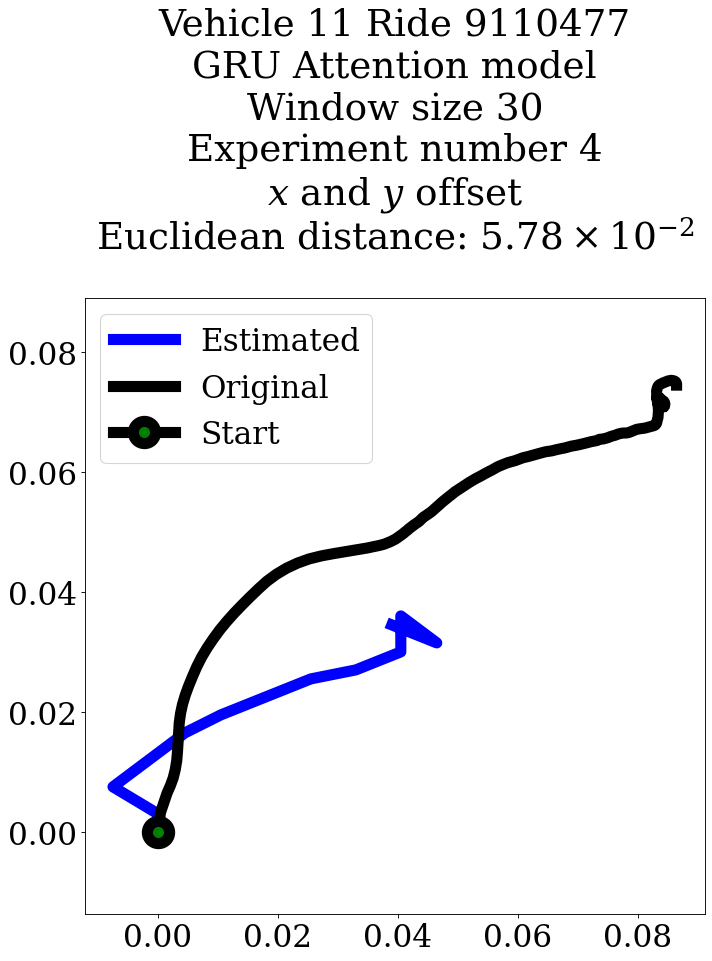 Vehicle 11 Ride 9110477
GRU Attention model
Window size 30
Experiment number 4
x and y offset
Euclidean distance: 5.78 × 10⁻²
Estimated
Original
Start
0.08
0.06
0.04
0.02
0.00
0.00 0.02 0.04 0.06 0.08